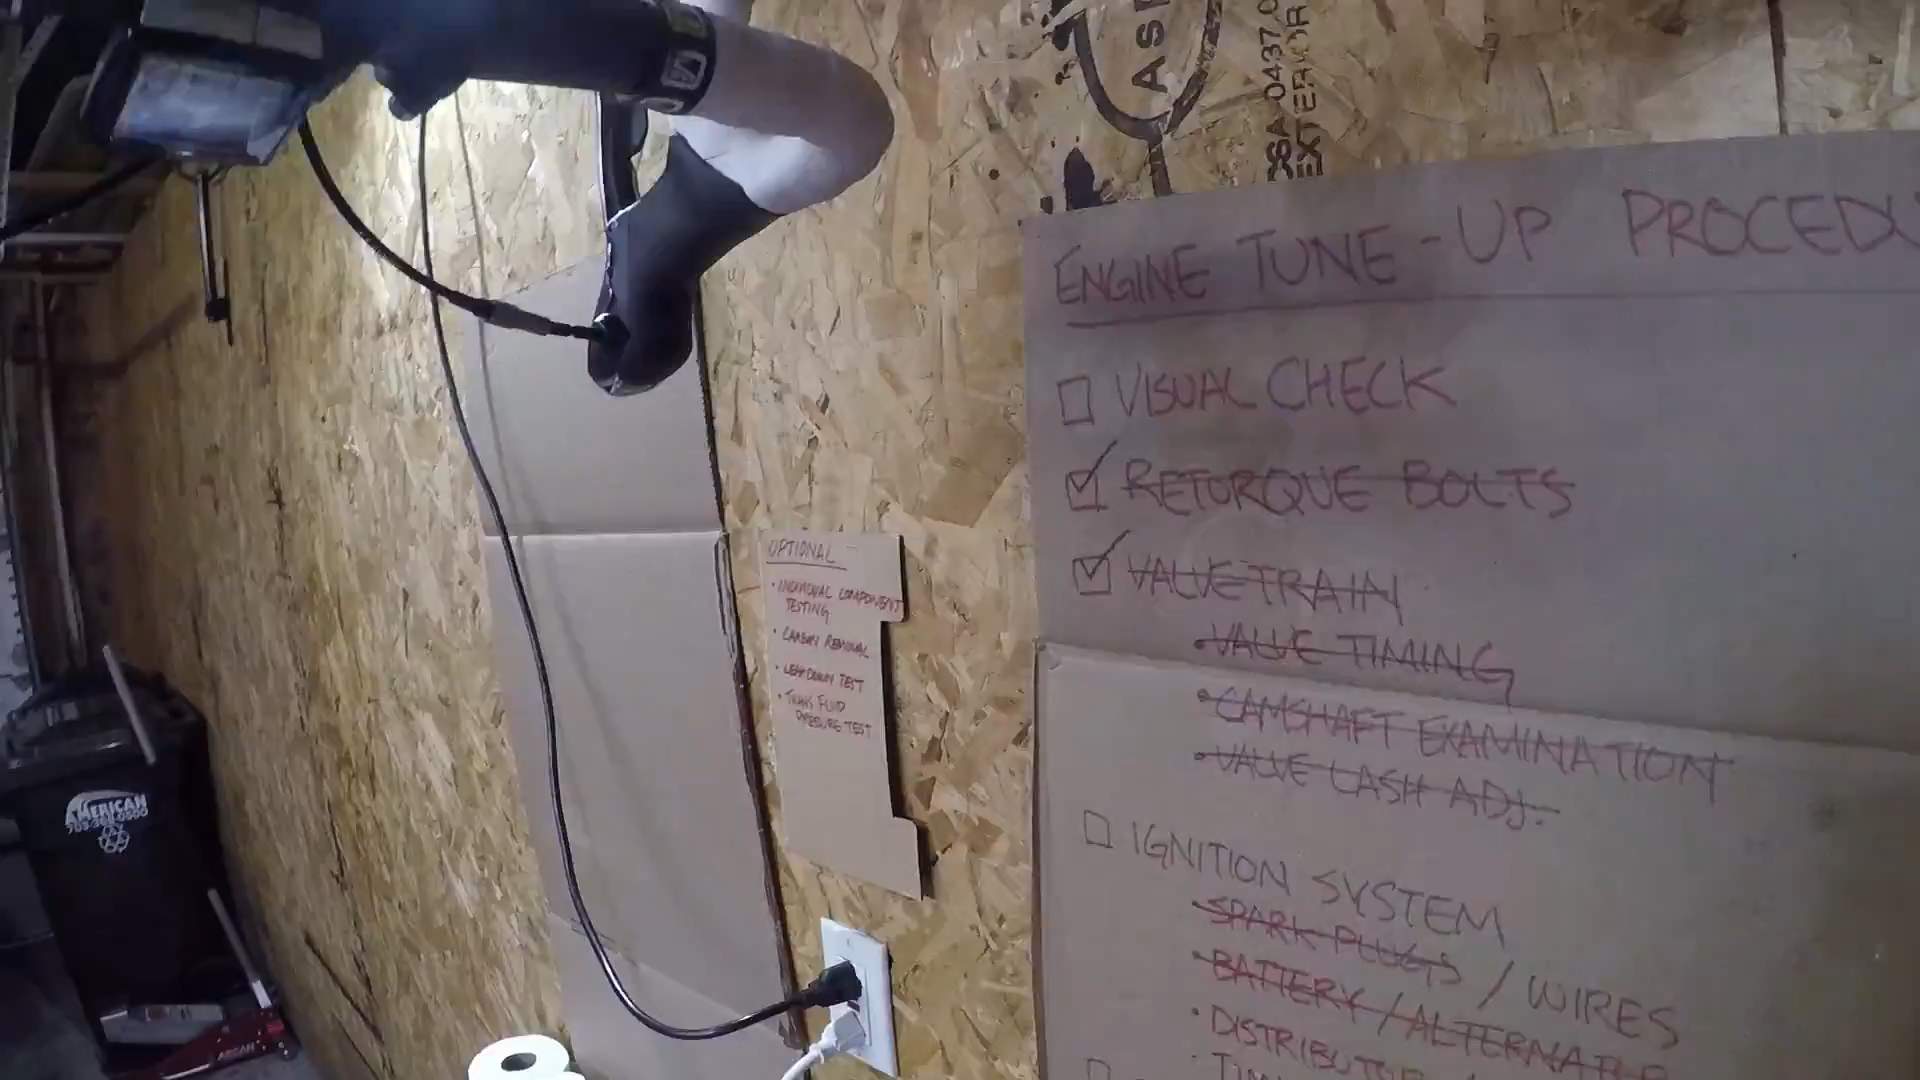 EXTERIOR
ENGINE TUNE-UP PROCEDU
VISUAL CHECK
RETORQUE BOLTS
VALVE TRAIN
• VALVE TIMING
• CAMSHAFT EXAMINATION
• VALVE LASH ADJ.
IGNITION SYSTEM
• SPARK PLUGS / WIRES
• BATTERY / ALTERNATOR
• DISTRIBUTOR
OPTIONAL
• INDIVIDUAL COMPONENT
TESTING
• CARBON REMOVAL
• LEAKDOWN TEST
• TRANS FLUID
PRESSURE TEST
AMERICAN
ARCAN